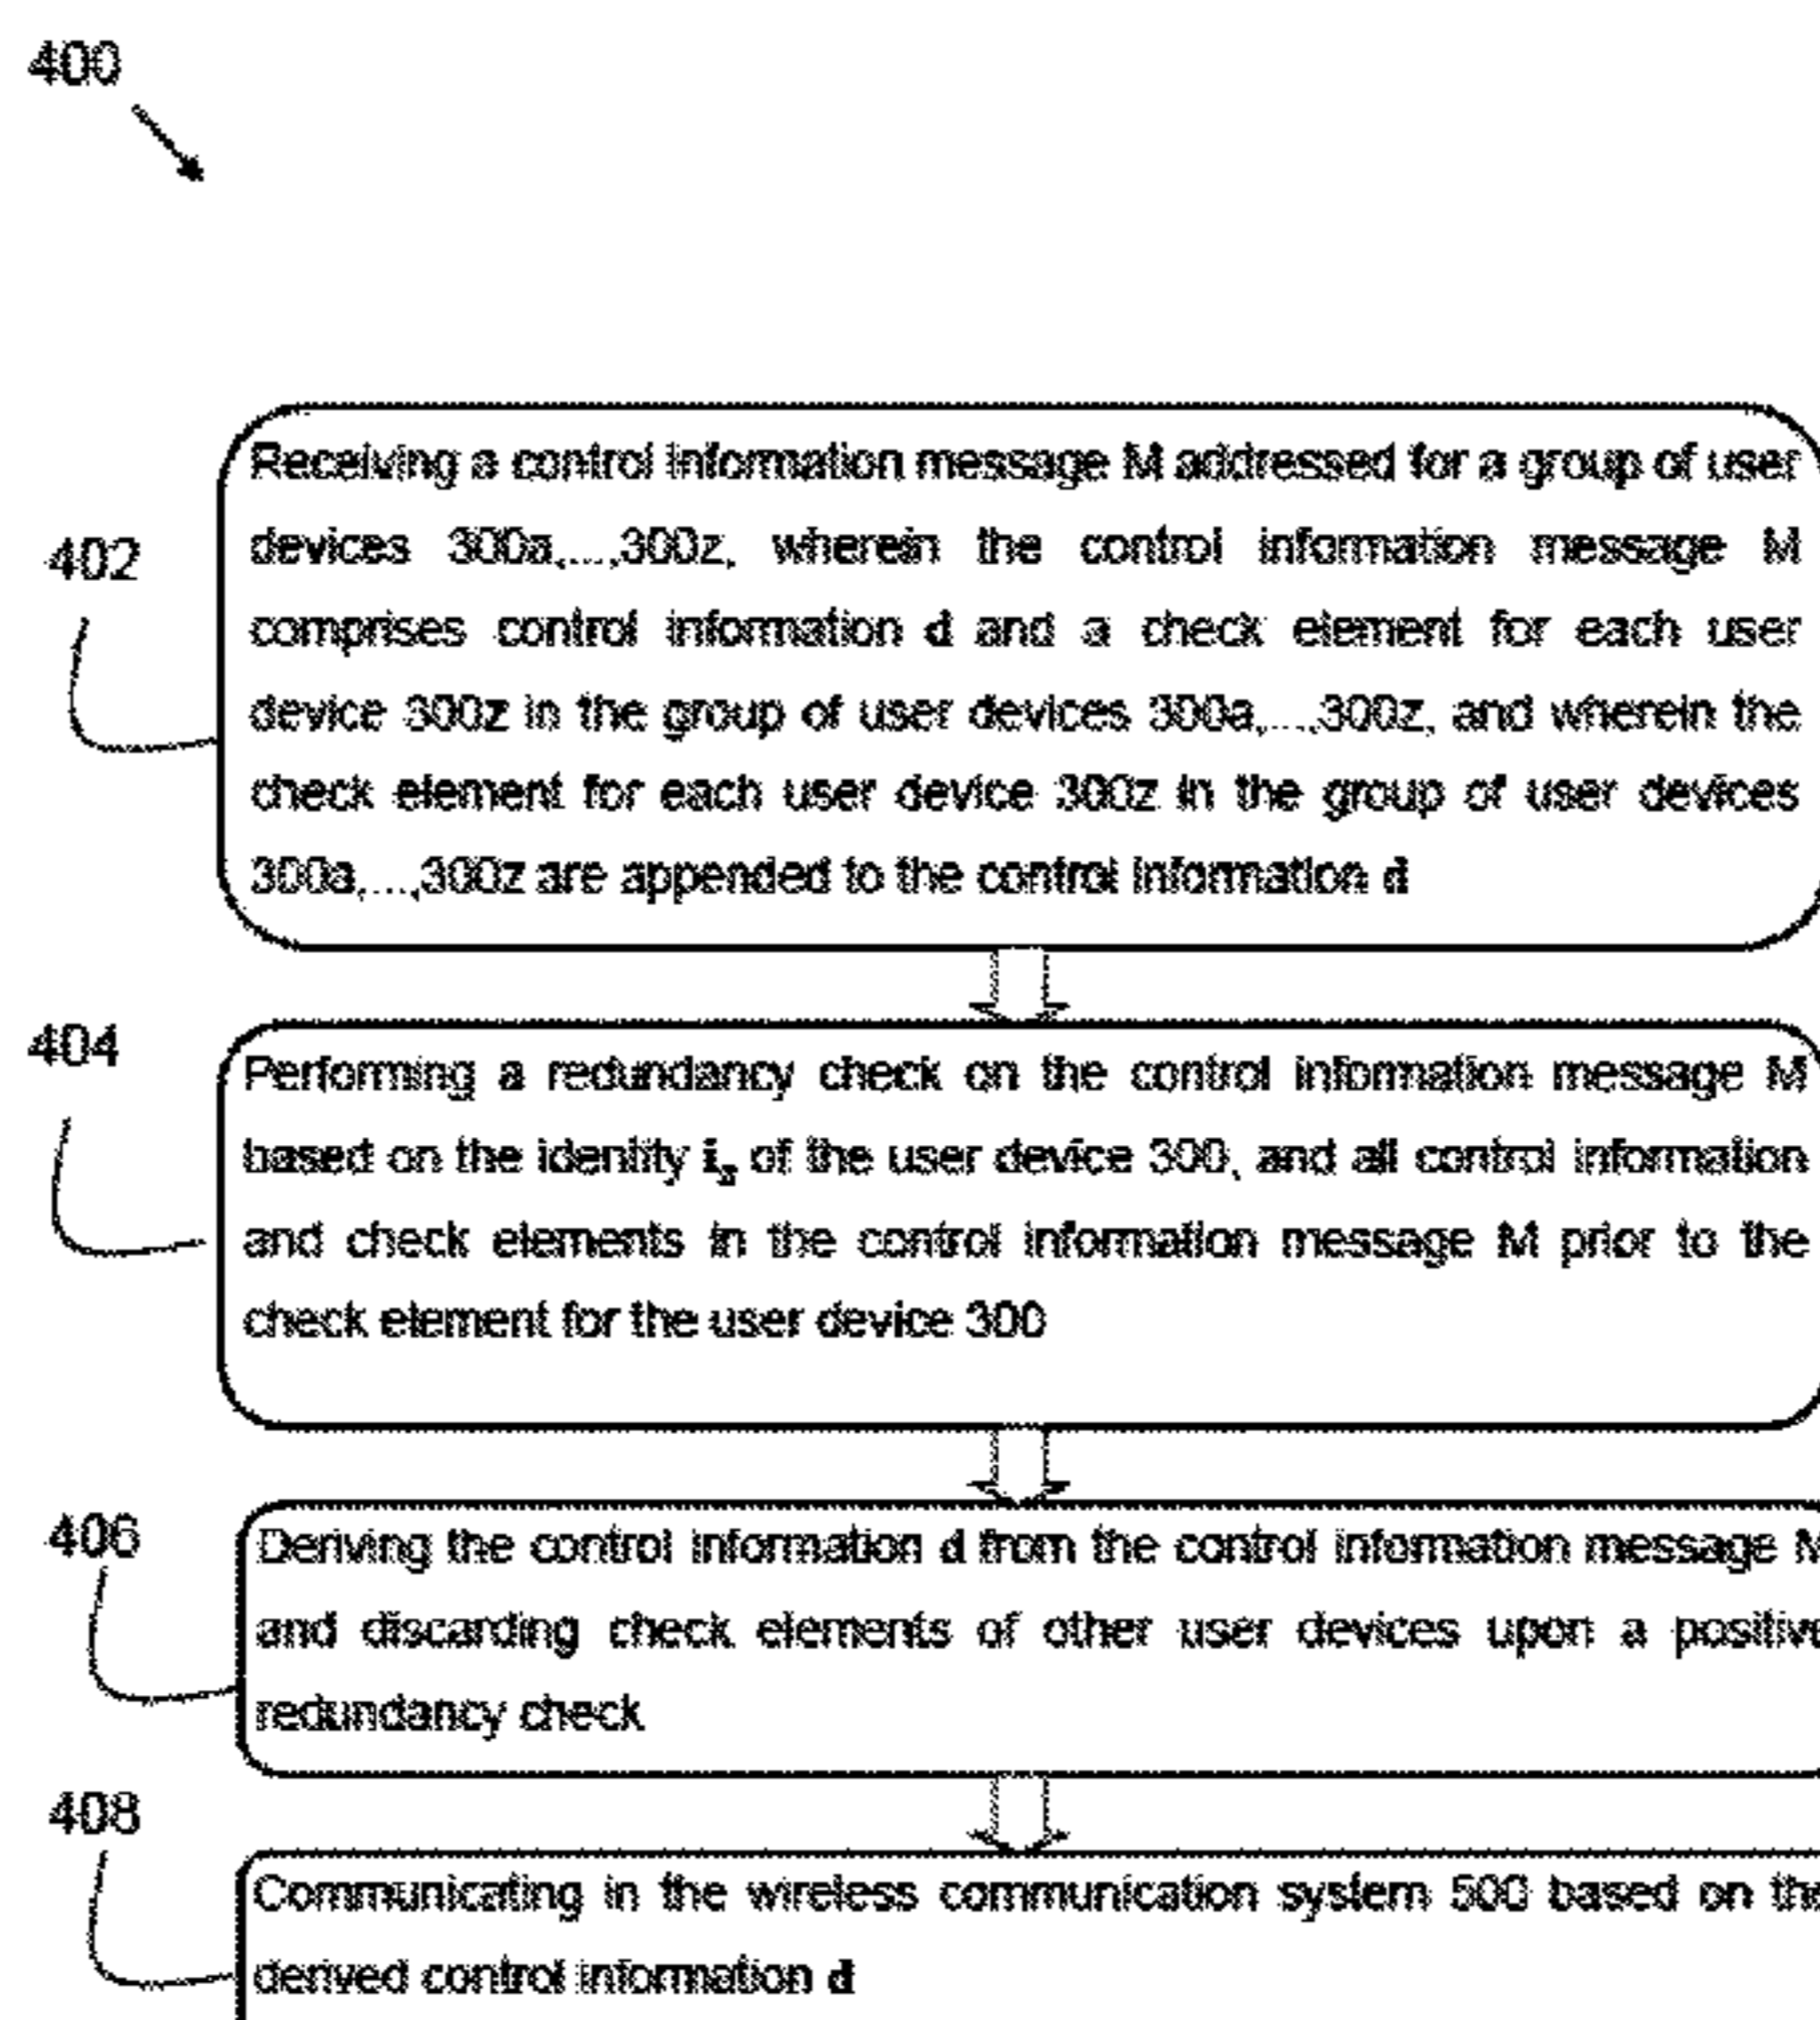 400
402
Receiving a control information message M addressed for a group of user
devices 300a,...,300z, wherein the control information message M
comprises control information d and a check element for each user
device 300z in the group of user devices 300a,...,300z, and wherein the
check element for each user device 300z in the group of user devices
300a,...,300z are appended to the control information d
404
Performing a redundancy check on the control information message M
based on the identity i of the user device 300, and all control information
and check elements in the control information message M prior to the
check element for the user device 300
406
Deriving the control information d from the control information message M
and discarding check elements of other user devices upon a positive
redundancy check
408
Communicating in the wireless communication system 500 based on the
derived control information d